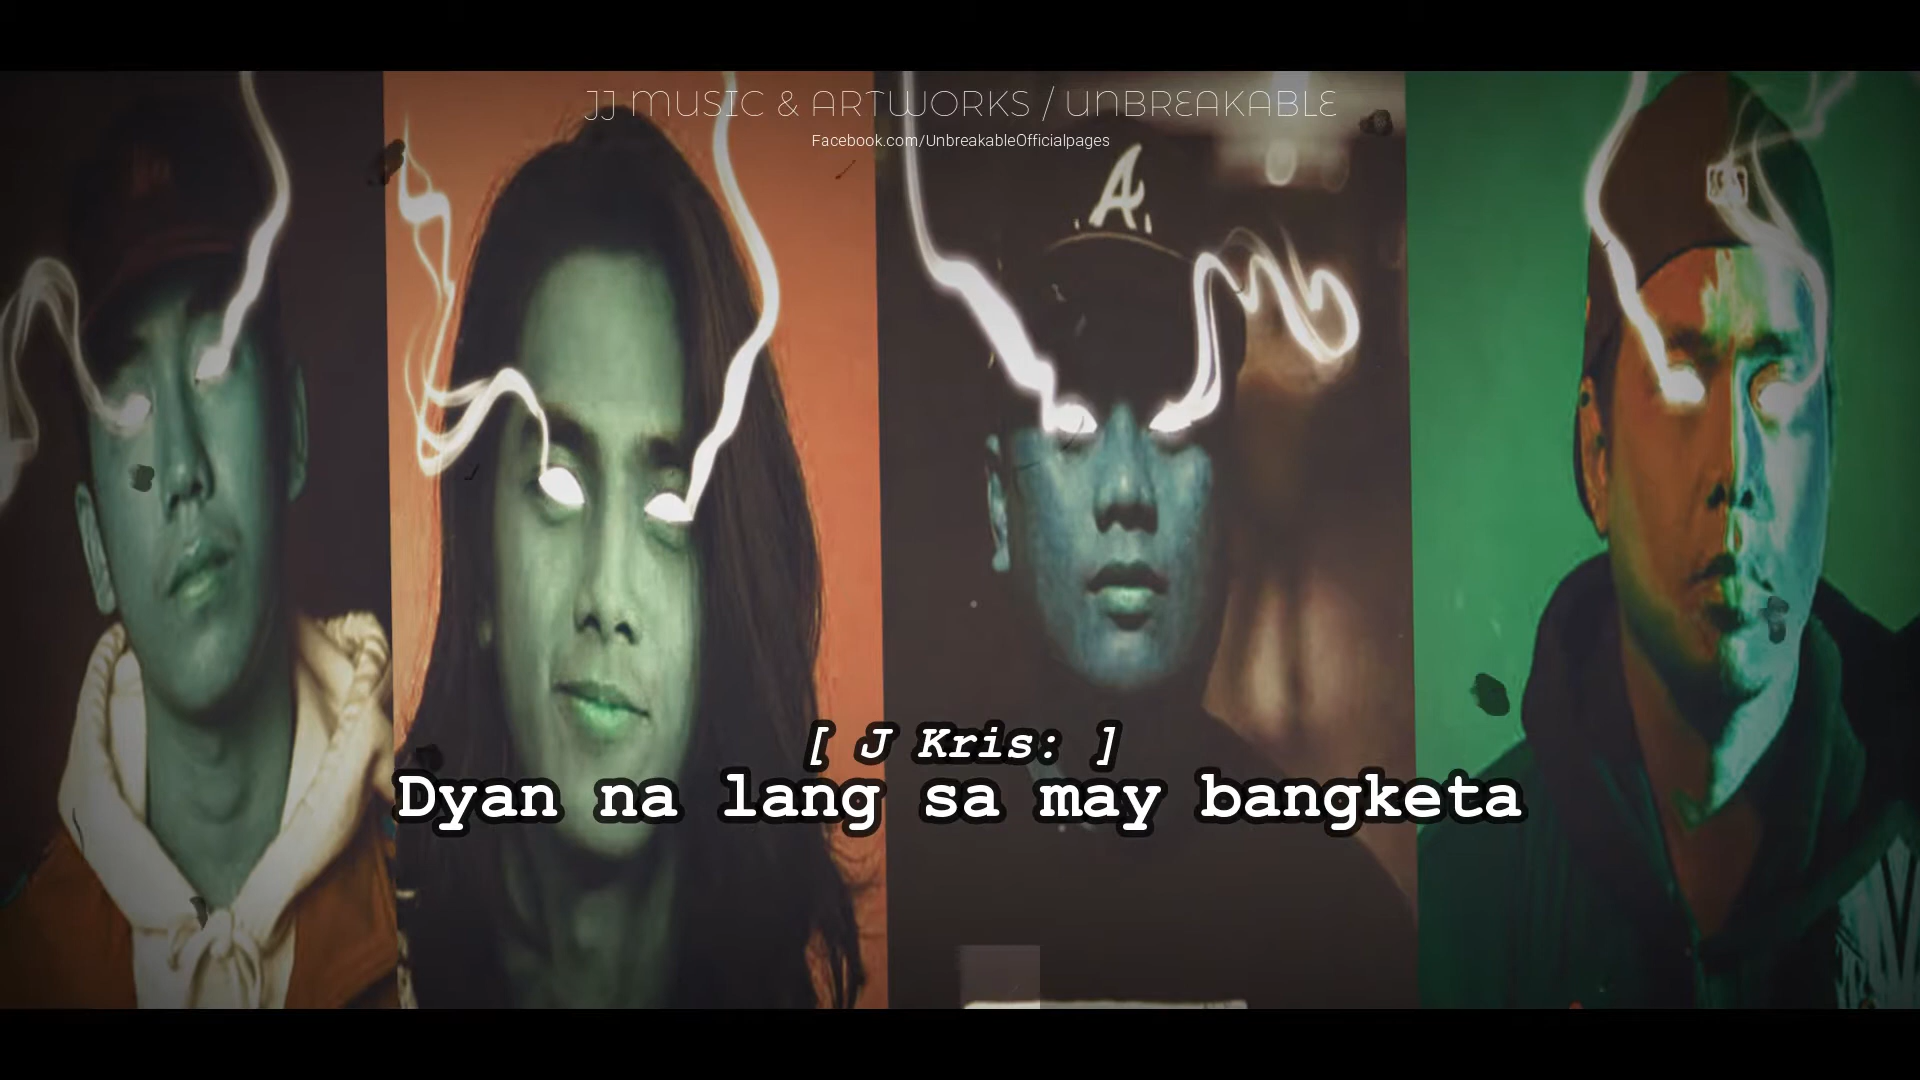 JJ MUSIC & ARTWORKS / UNBREAKABLE
Facebook.com/UnbreakableOfficialpages
A
[ J Kris: ]
Dyan na lang sa may bangketa